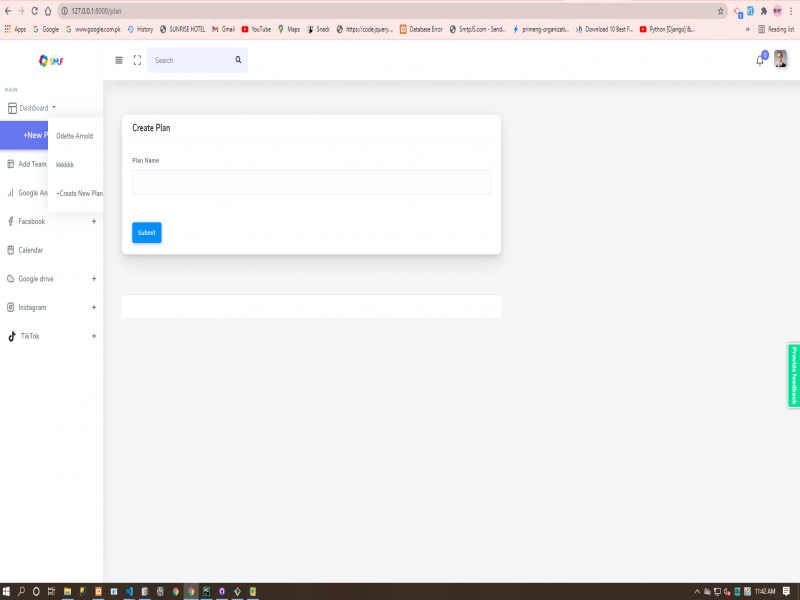 127.0.0.1:8000/plan
Apps Google www.google.com.pk History SUNRISE HOTEL Gmail YouTube Maps Snack https://code.jquery.... Database Error SmtpJS.com - Send... primeng-organizati... Download 10 Best F... Python (Django) &... » Reading list
SMLF
Search
MAIN
Dashboard
+New P
Odette Arnold
kkkkkk
+Create New Plan
Add Team
Google An
Facebook +
Calendar
Google drive +
Instagram +
TikTok +
Create Plan
Plan Name
Submit
Provide feedback
11:42 AM